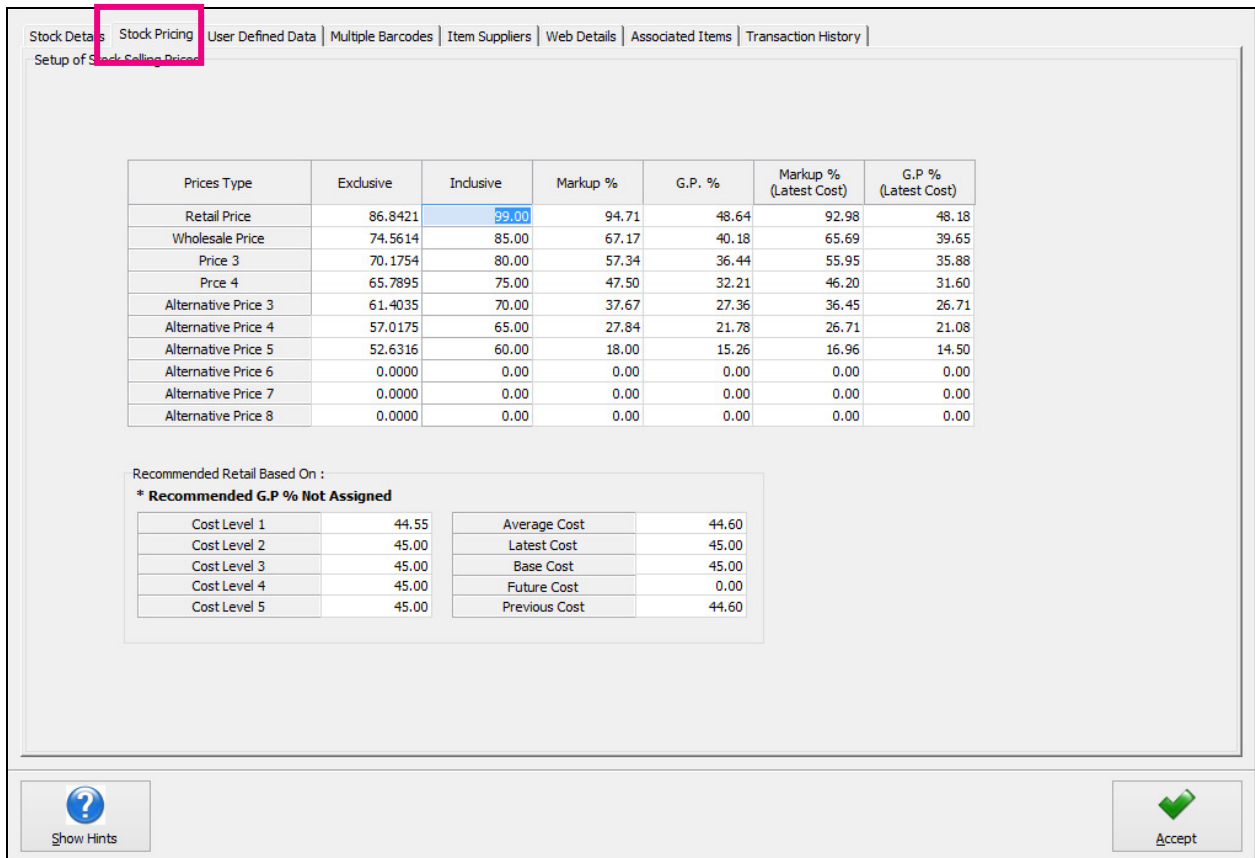 Stock Details Stock Pricing User Defined Data Multiple Barcodes Item Suppliers Web Details Associated Items Transaction History
Setup of Stock Selling Prices
Prices Type Exclusive Inclusive Markup % G.P. % Markup % (Latest Cost) G.P % (Latest Cost)
Retail Price 86.8421 99.00 94.71 48.64 92.98 48.18
Wholesale Price 74.5614 85.00 67.17 40.18 65.69 39.65
Price 3 70.1754 80.00 57.34 36.44 55.95 35.88
Prce 4 65.7895 75.00 47.50 32.21 46.20 31.60
Alternative Price 3 61.4035 70.00 37.67 27.36 36.45 26.71
Alternative Price 4 57.0175 65.00 27.84 21.78 26.71 21.08
Alternative Price 5 52.6316 60.00 18.00 15.26 16.96 14.50
Alternative Price 6 0.0000 0.00 0.00 0.00 0.00 0.00
Alternative Price 7 0.0000 0.00 0.00 0.00 0.00 0.00
Alternative Price 8 0.0000 0.00 0.00 0.00 0.00 0.00
Recommended Retail Based On :
* Recommended G.P % Not Assigned
Cost Level 1 44.55 Average Cost 44.60
Cost Level 2 45.00 Latest Cost 45.00
Cost Level 3 45.00 Base Cost 45.00
Cost Level 4 45.00 Future Cost 0.00
Cost Level 5 45.00 Previous Cost 44.60
Show Hints Accept